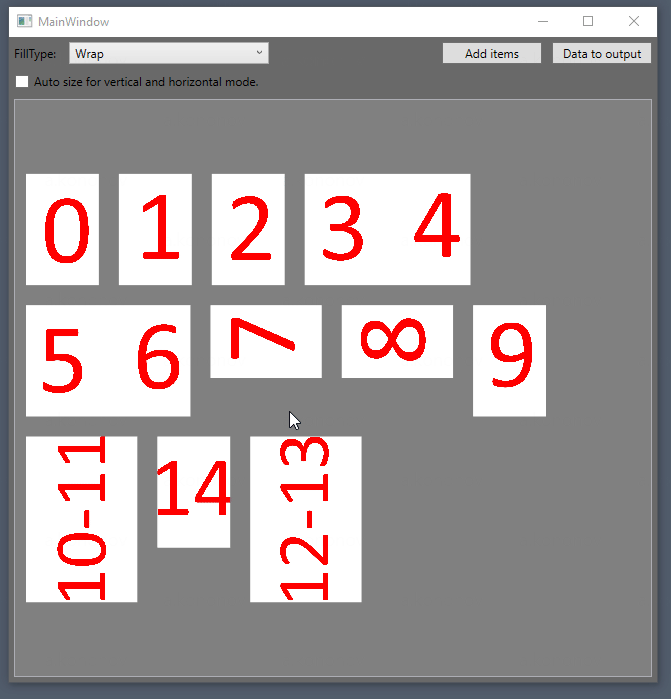 MainWindow
FillType: Wrap Add items Data to output
Auto size for vertical and horizontal mode.
0 1 2 3 4
5 6 7 8 9
10-11 14 12-13